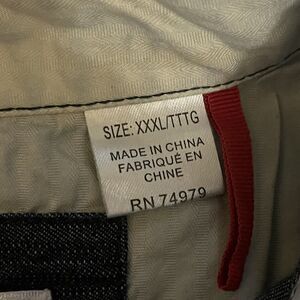 SIZE: XXXL/TTTG
MADE IN CHINA
FABRIQUÉ EN
CHINE
RN 74979